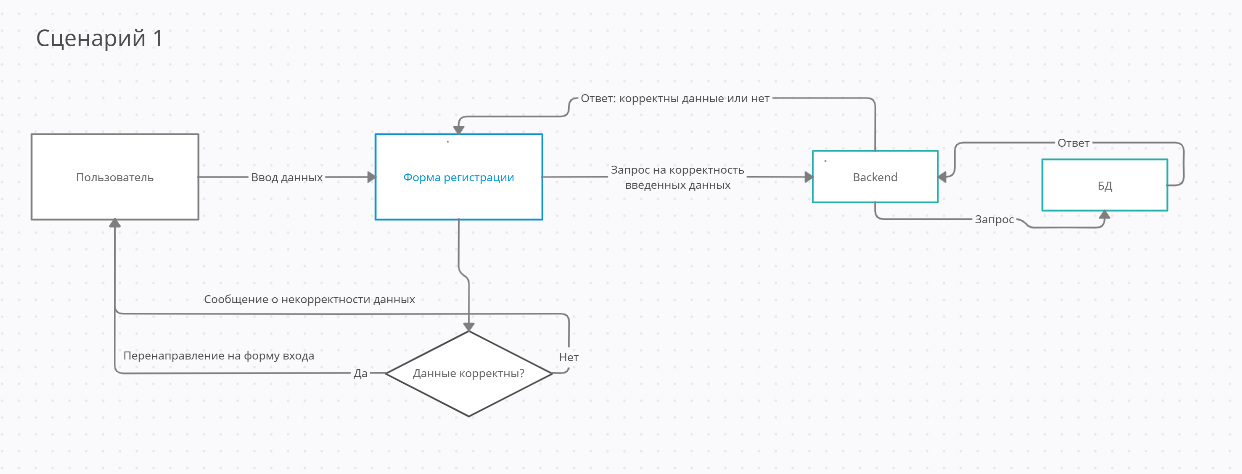 Сценарий 1
Ответ: корректны данные или нет
Ответ
Пользователь
Ввод данных
Форма регистрации
Запрос на корректность
введенных данных
Backend
БД
Запрос
Сообщение о некорректности данных
Перенаправление на форму входа
Нет
Да
Данные корректны?